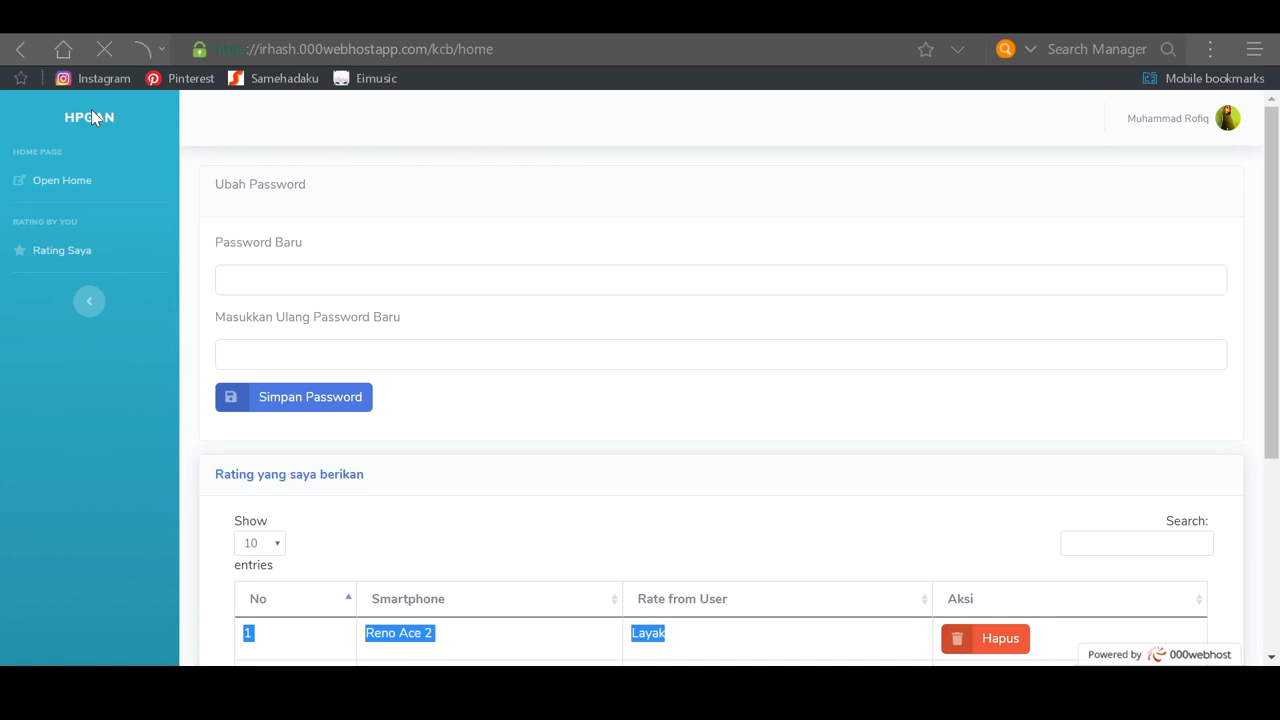 https://irhash.000webhostapp.com/kcb/home
Search Manager
Instagram
Pinterest
Samehadaku
Eimusic
Mobile bookmarks
Muhammad Rofiq
HOME PAGE
Open Home
RATING BY YOU
Rating Saya
Ubah Password
Password Baru
Masukkan Ulang Password Baru
Simpan Password
Rating yang saya berikan
Show
10
entries
Search:
No Smartphone Rate from User Aksi
1 Reno Ace 2 Layak Hapus
Powered by 000webhost